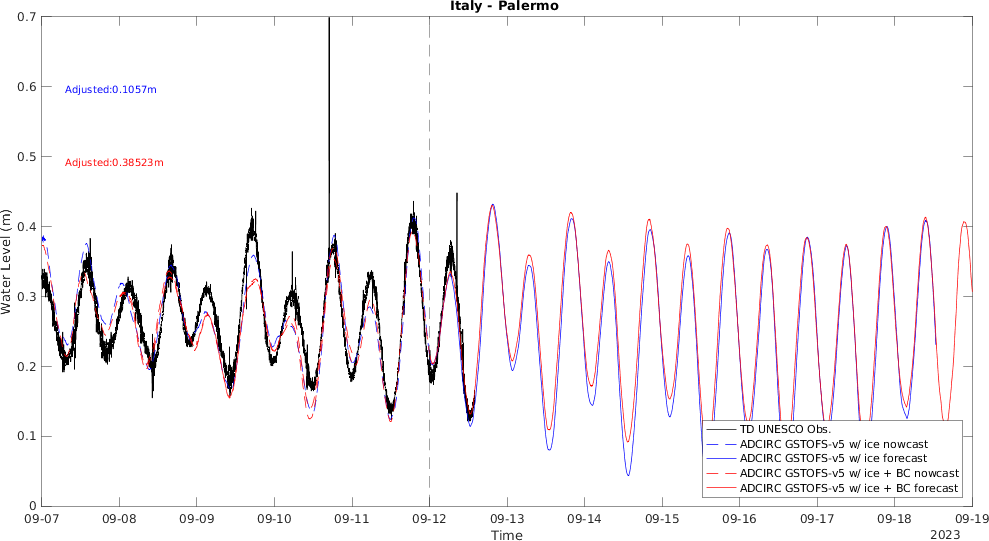 Italy - Palermo
Water Level (m)
0.7
0.6
0.5
0.4
0.3
0.2
0.1
0
Adjusted:0.1057m
Adjusted:0.38523m
TD UNESCO Obs.
ADCIRC GSTOFS-v5 w/ ice nowcast
ADCIRC GSTOFS-v5 w/ ice forecast
ADCIRC GSTOFS-v5 w/ ice + BC nowcast
ADCIRC GSTOFS-v5 w/ ice + BC forecast
09-07 09-08 09-09 09-10 09-11 09-12 09-13 09-14 09-15 09-16 09-17 09-18 09-19
Time
2023